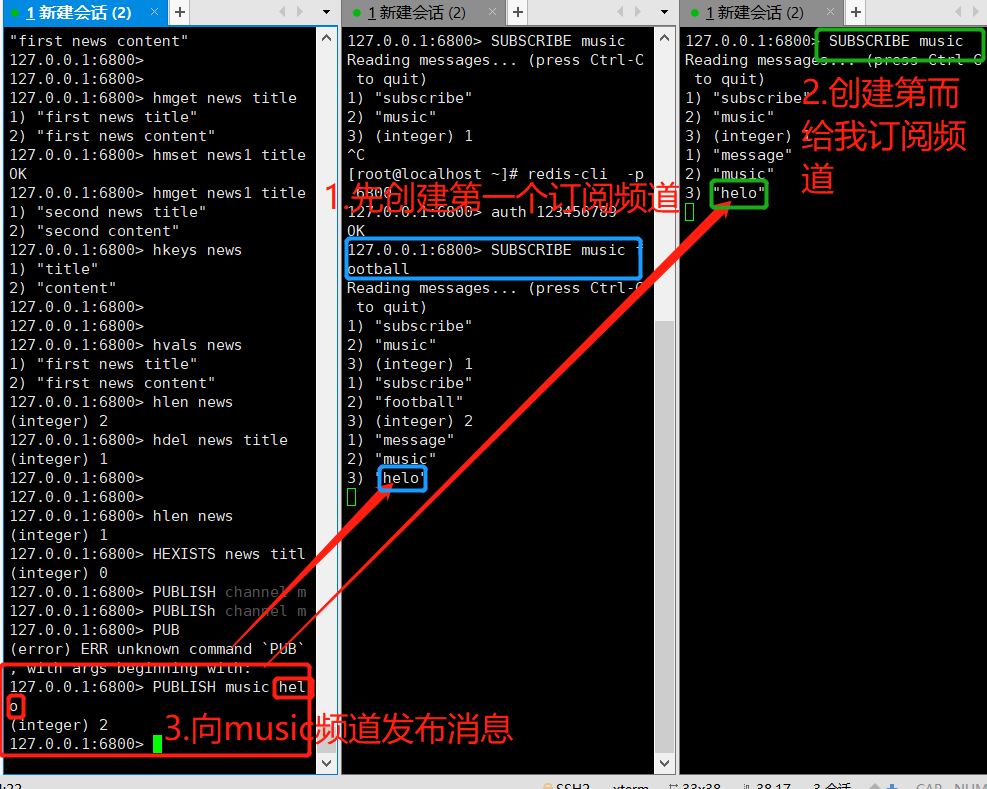 1 新建会话 (2) × +
"first news content"
127.0.0.1:6800>
127.0.0.1:6800>
127.0.0.1:6800> hmget news title
1) "first news title"
2) "first news content"
127.0.0.1:6800> hmset news1 title
OK
127.0.0.1:6800> hmget news1 title
1) "second news title"
2) "second content"
127.0.0.1:6800> hkeys news
1) "title"
2) "content"
127.0.0.1:6800>
127.0.0.1:6800>
127.0.0.1:6800> hvals news
1) "first news title"
2) "first news content"
127.0.0.1:6800> hlen news
(integer) 2
127.0.0.1:6800> hdel news title
(integer) 1
127.0.0.1:6800>
127.0.0.1:6800>
127.0.0.1:6800> hlen news
(integer) 1
127.0.0.1:6800> HEXISTS news titl
(integer) 0
127.0.0.1:6800> PUBLISH channel m
127.0.0.1:6800> PUBLISh channel m
127.0.0.1:6800> PUB
(error) ERR unknown command `PUB`
, with args beginning with:
127.0.0.1:6800> PUBLISH music hel
o
(integer) 2
127.0.0.1:6800>
3.向music频道发布消息
1 新建会话 (2) × +
127.0.0.1:6800> SUBSCRIBE music
Reading messages... (press Ctrl-C
to quit)
1) "subscribe"
2) "music"
3) (integer) 1
^C
[root@localhost ~]# redis-cli -p
6800
127.0.0.1:6800> auth 123456789
OK
1.先创建第一个订阅频道
127.0.0.1:6800> SUBSCRIBE music f
ootball
Reading messages... (press Ctrl-C
to quit)
1) "subscribe"
2) "music"
3) (integer) 1
1) "subscribe"
2) "football"
3) (integer) 2
1) "message"
2) "music"
3) "helo"
1 新建会话 (2) × +
127.0.0.1:6800> SUBSCRIBE music
Reading messages... (press Ctrl-C
to quit)
1) "subscribe"
2) "music"
3) (integer) 1
1) "message"
2) "music"
3) "helo"
2.创建第而
给我订阅频
道
SSH2 xterm 33x38 38,17 3 会话 CAP NUM